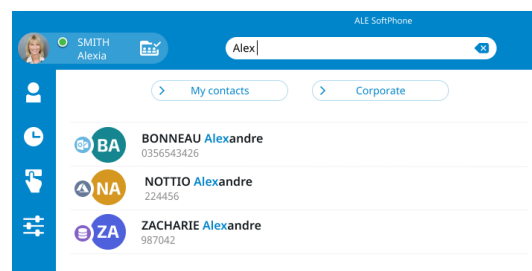 ALE SoftPhone
SMITH
Alexia
Alex
My contacts
Corporate
BA
BONNEAU Alexandre
0356543426
NA
NOTTIO Alexandre
224456
ZA
ZACHARIE Alexandre
987042